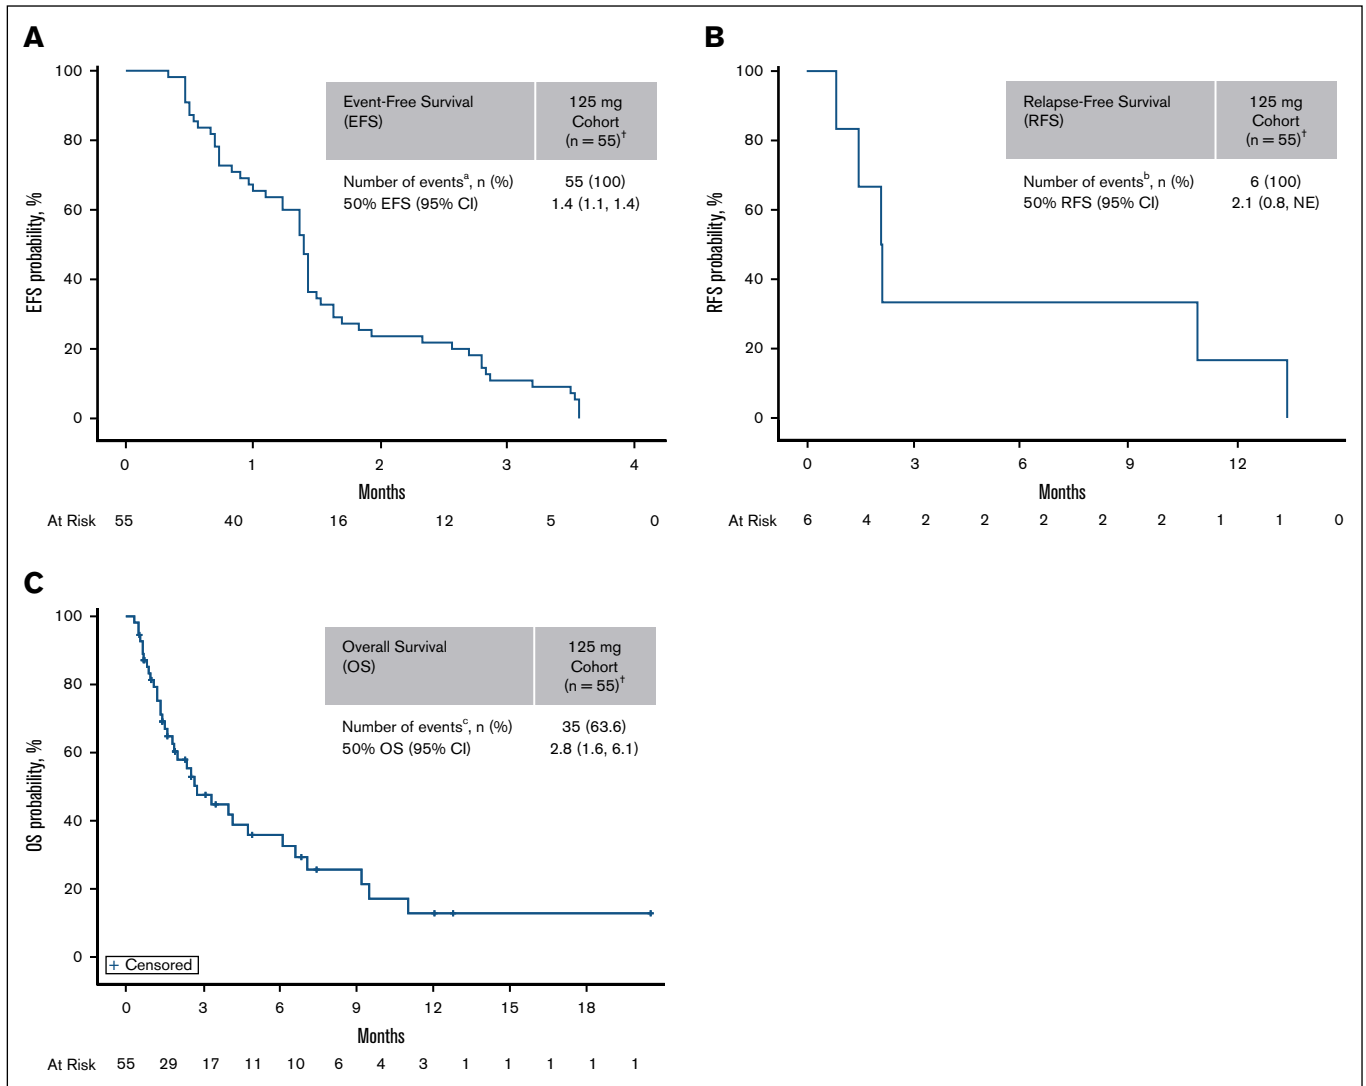 A
100
80
60
40
20
0
EFS probability, %
Event-Free Survival
(EFS)
125 mg
Cohort
(n = 55)†
Number of eventsᵃ, n (%)
55 (100)
50% EFS (95% CI)
1.4 (1.1, 1.4)
0 1 2 3 4
Months
At Risk 55 40 16 12 5 0
B
100
80
60
40
20
0
RFS probability, %
Relapse-Free Survival
(RFS)
125 mg
Cohort
(n = 55)†
Number of eventsᵇ, n (%)
6 (100)
50% RFS (95% CI)
2.1 (0.8, NE)
0 3 6 9 12
Months
At Risk 6 4 2 2 2 2 2 1 1 0
C
100
80
60
40
20
0
OS probability, %
Overall Survival
(OS)
125 mg
Cohort
(n = 55)†
Number of eventsᶜ, n (%)
35 (63.6)
50% OS (95% CI)
2.8 (1.6, 6.1)
+ Censored
0 3 6 9 12 15 18
Months
At Risk 55 29 17 11 10 6 4 3 1 1 1 1 1